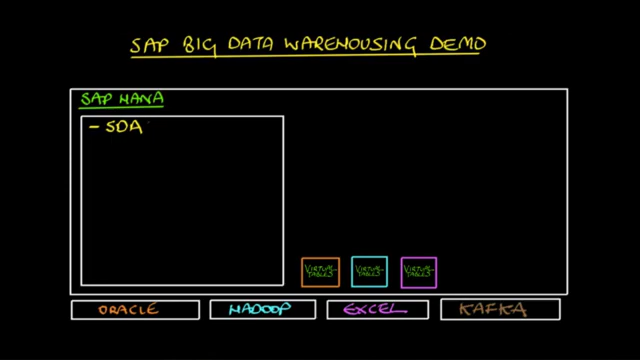 SAP BIG DATA WAREHOUSING DEMO
SAP HANA
- SDA
VIRTUAL TABLES
VIRTUAL TABLES
VIRTUAL TABLES
ORACLE
HADOOP
EXCEL
KAFKA